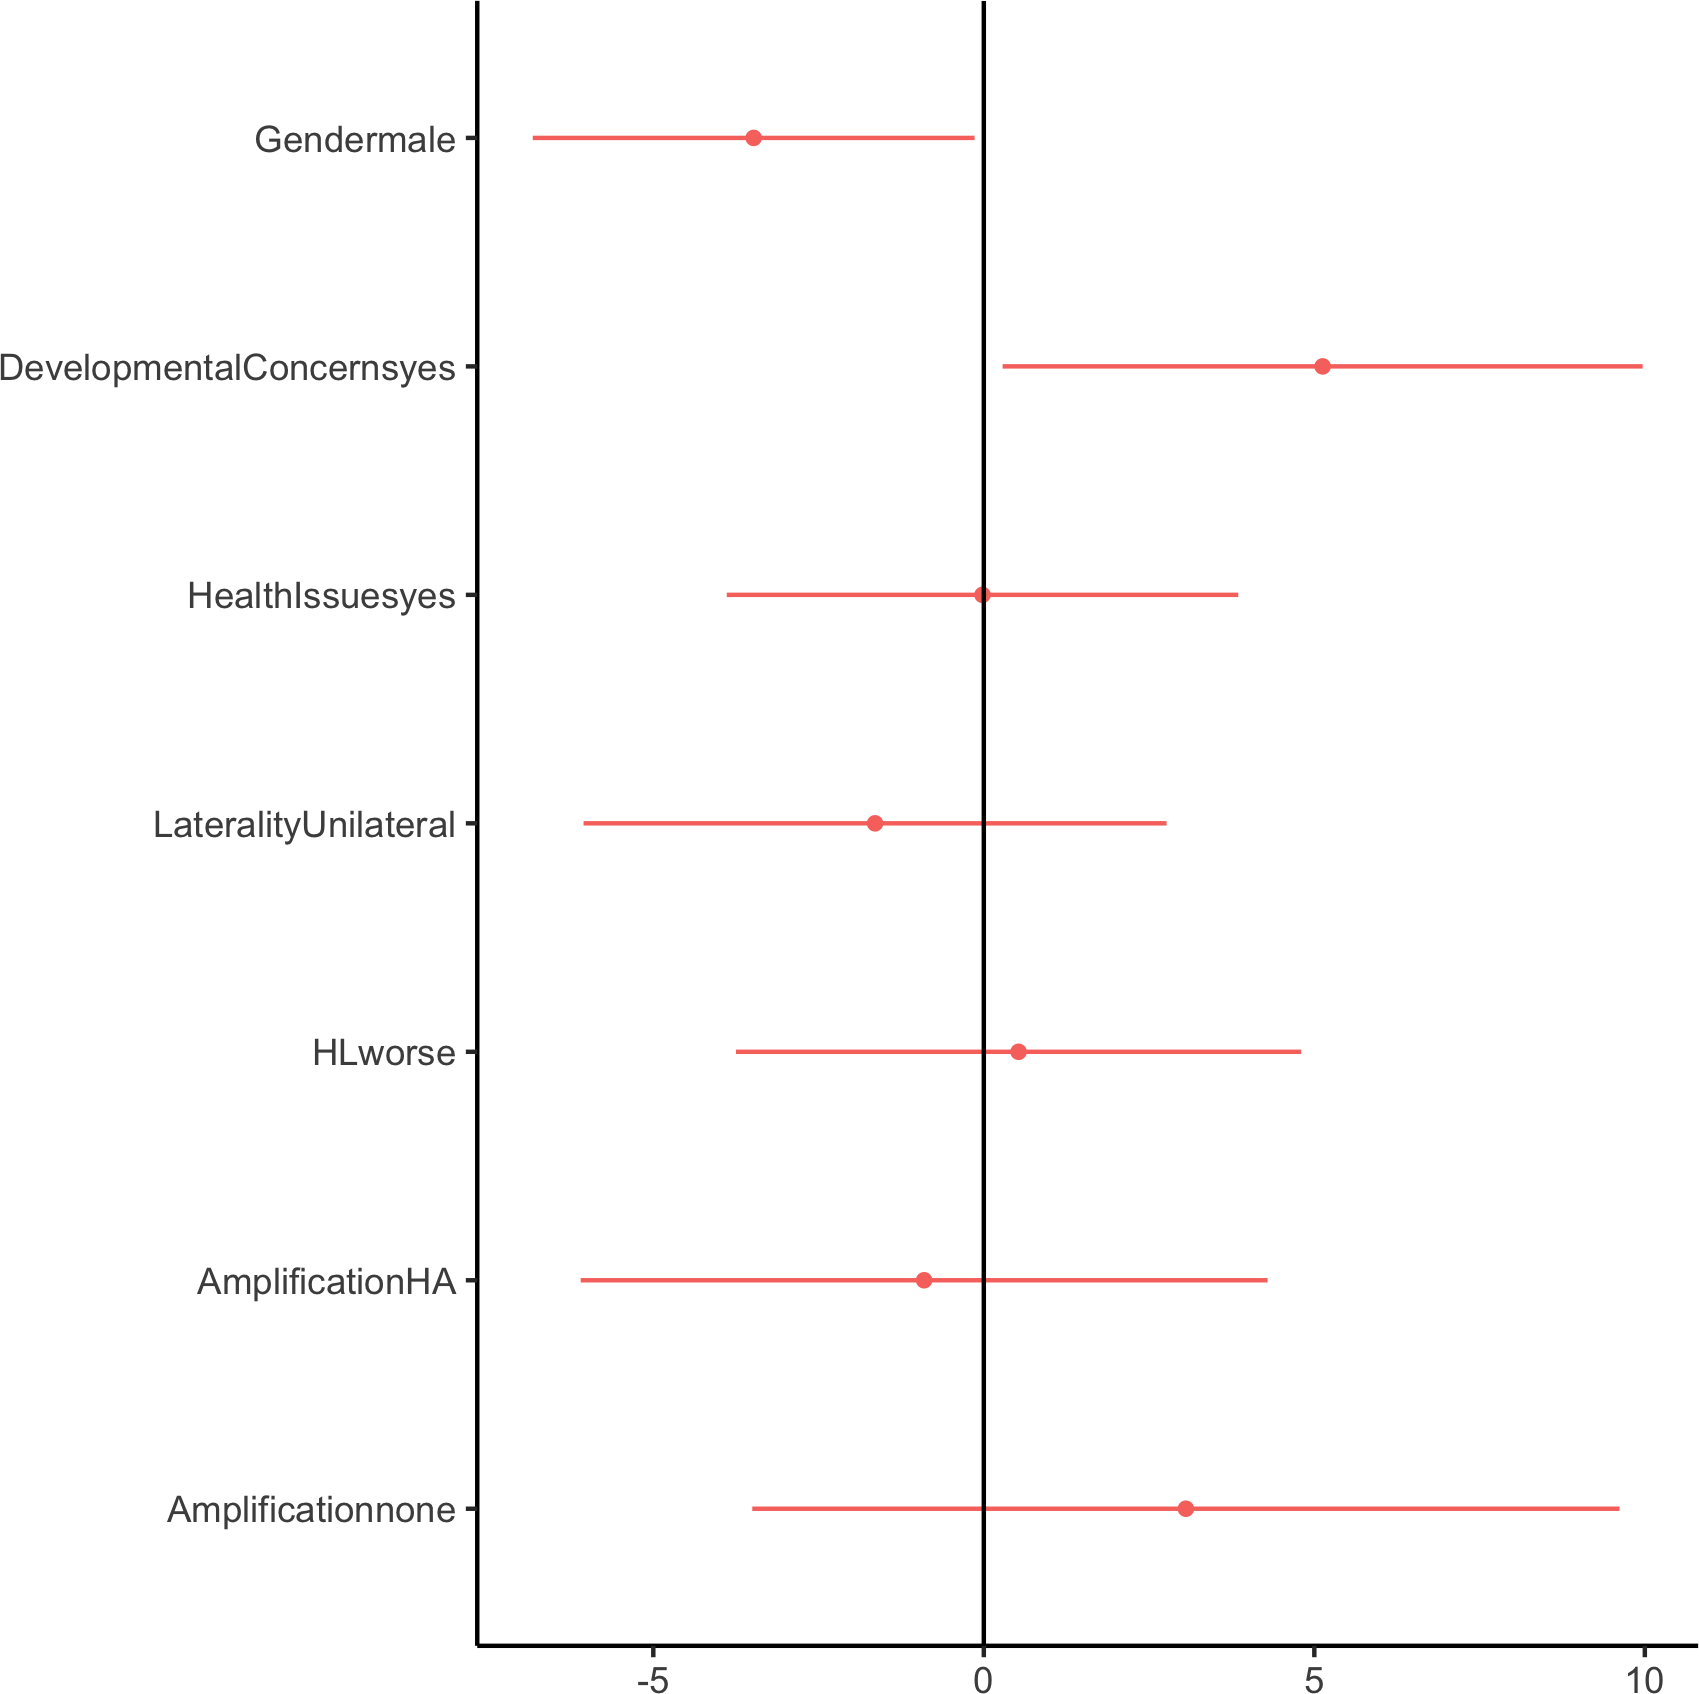 Gendermale
DevelopmentalConcernsyes
HealthIssuesyes
LateralityUnilateral
HLworse
AmplificationHA
Amplificationnone
-5 0 5 10